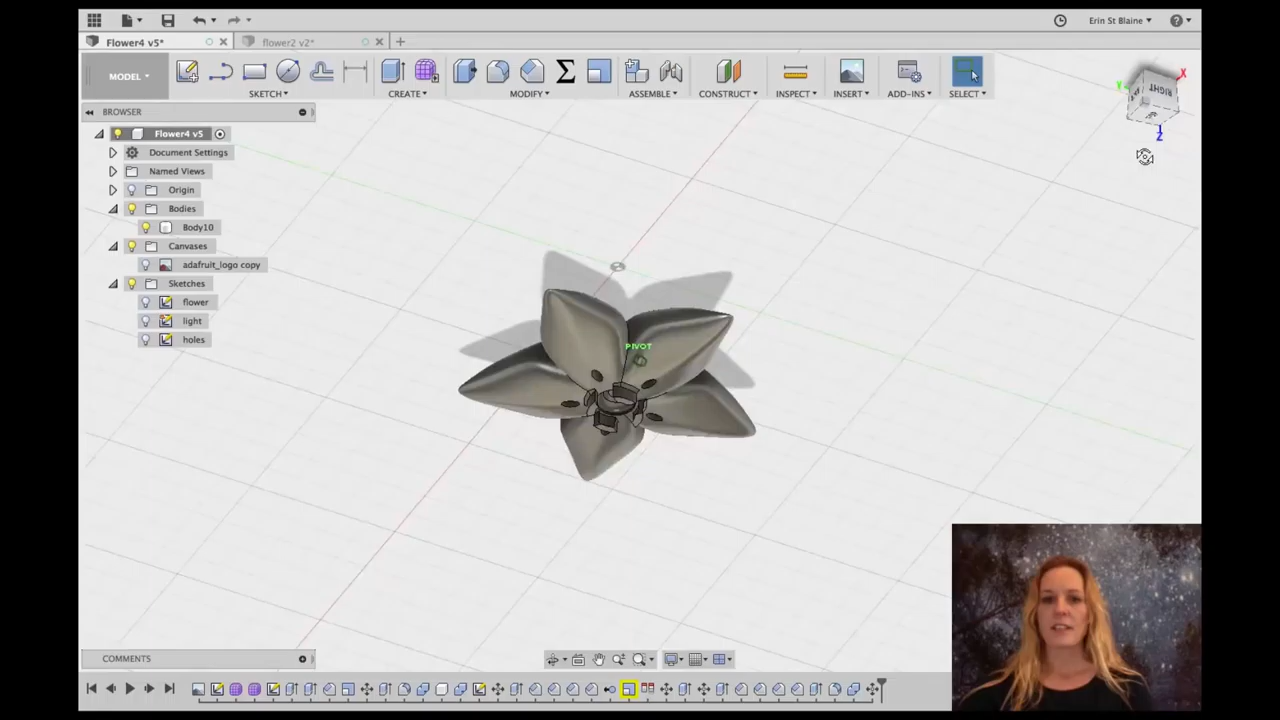 Erin St Blaine
Flower4 v5*
flower2 v2*
MODEL
SKETCH
CREATE
MODIFY
ASSEMBLE
CONSTRUCT
INSPECT
INSERT
ADD-INS
SELECT
BROWSER
Flower4 v5
Document Settings
Named Views
Origin
Bodies
Body10
Canvases
adafruit_logo copy
Sketches
flower
light
holes
X
Y
RIGHT
Z
PIVOT
COMMENTS